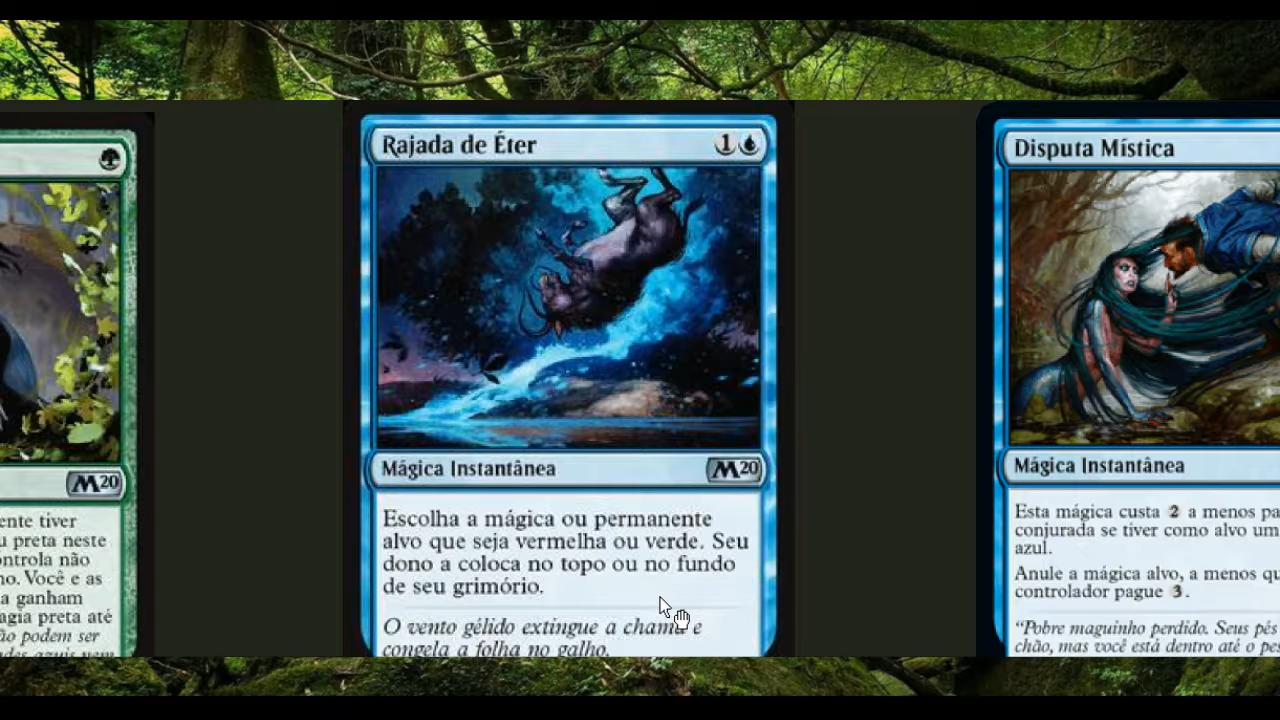 M20
ente tiver
u preta neste
ontrola não
no. Você e as
a ganham
agia preta até
ão podem ser
Rajada de Éter 1
Mágica Instantânea M20
Escolha a mágica ou permanente
alvo que seja vermelha ou verde. Seu
dono a coloca no topo ou no fundo
de seu grimório.
O vento gélido extingue a chama e
congela a folha no galho.
Disputa Mística
Mágica Instantânea
Esta mágica custa 2 a menos pa
conjurada se tiver como alvo um
azul.
Anule a mágica alvo, a menos qu
controlador pague 3.
“Pobre maguinho perdido. Seus pés
chão, mas você está dentro até o pes